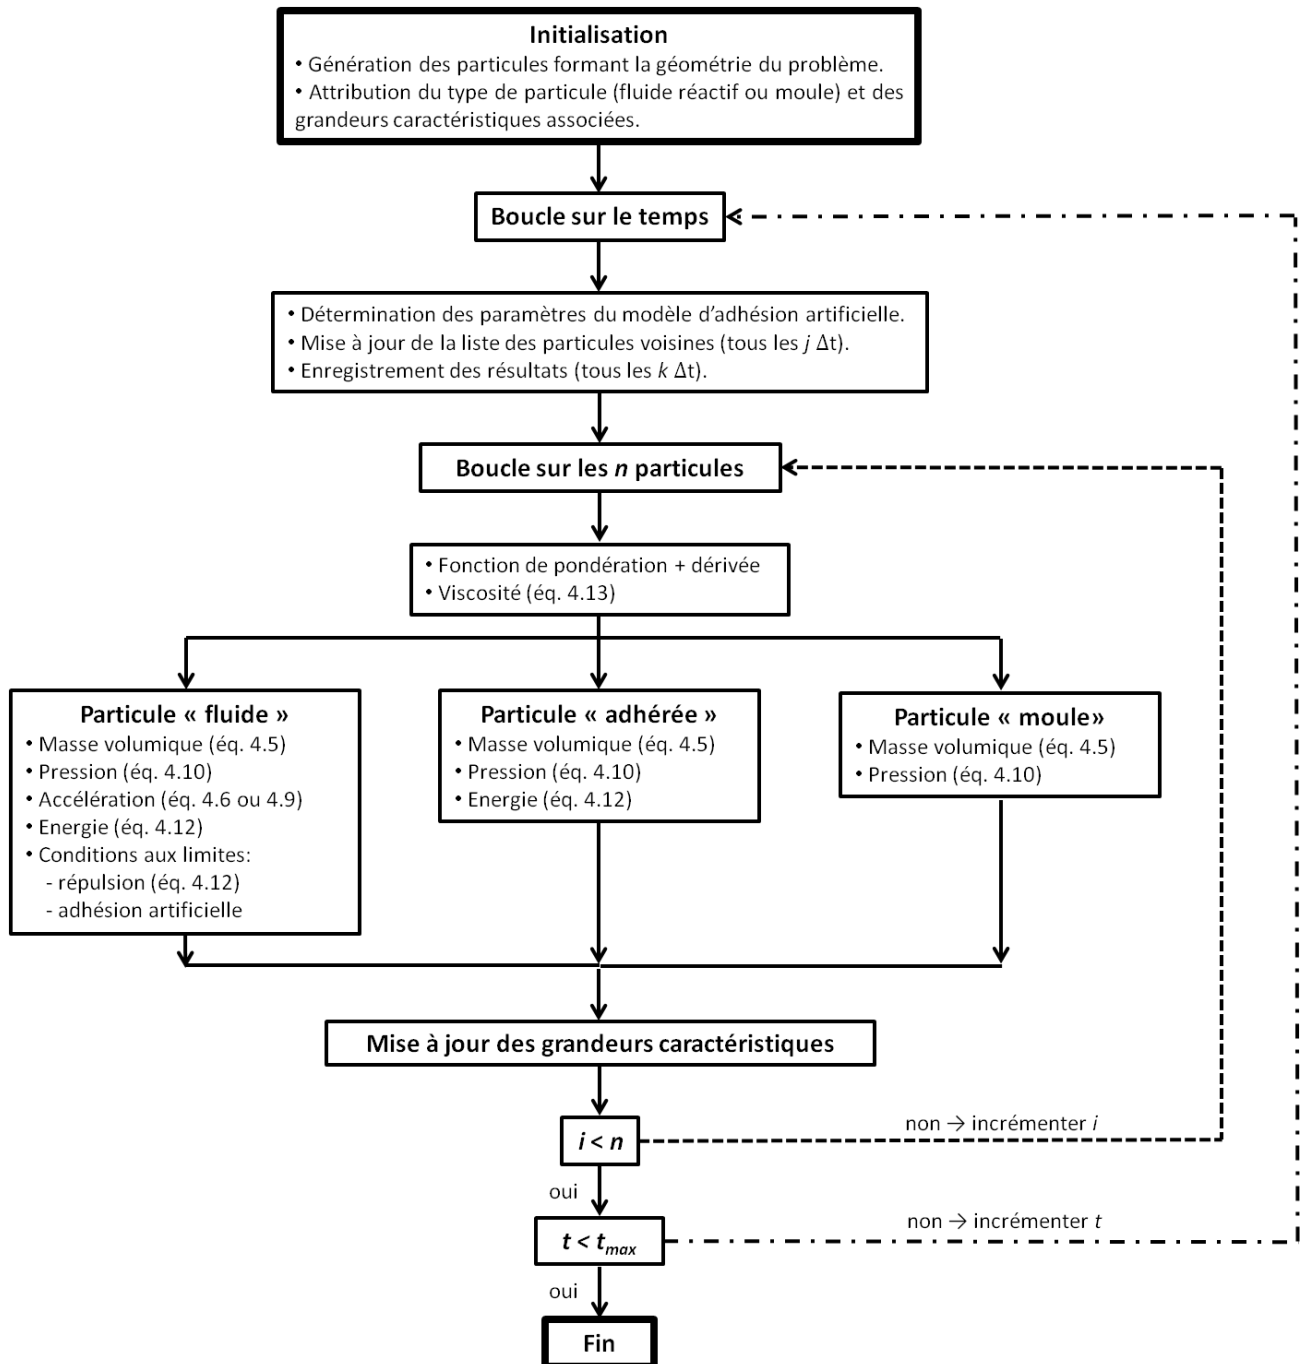 Initialisation
• Génération des particules formant la géométrie du problème.
• Attribution du type de particule (fluide réactif ou moule) et des
grandeurs caractéristiques associées.
Boucle sur le temps
• Détermination des paramètres du modèle d'adhésion artificielle.
• Mise à jour de la liste des particules voisines (tous les j Δt).
• Enregistrement des résultats (tous les k Δt).
Boucle sur les n particules
• Fonction de pondération + dérivée
• Viscosité (éq. 4.13)
Particule « fluide »
• Masse volumique (éq. 4.5)
• Pression (éq. 4.10)
• Accélération (éq. 4.6 ou 4.9)
• Energie (éq. 4.12)
• Conditions aux limites:
- répulsion (éq. 4.12)
- adhésion artificielle
Particule « adhérée »
• Masse volumique (éq. 4.5)
• Pression (éq. 4.10)
• Energie (éq. 4.12)
Particule « moule»
• Masse volumique (éq. 4.5)
• Pression (éq. 4.10)
Mise à jour des grandeurs caractéristiques
i < n
non → incrémenter i
oui
t < tmax
non → incrémenter t
oui
Fin